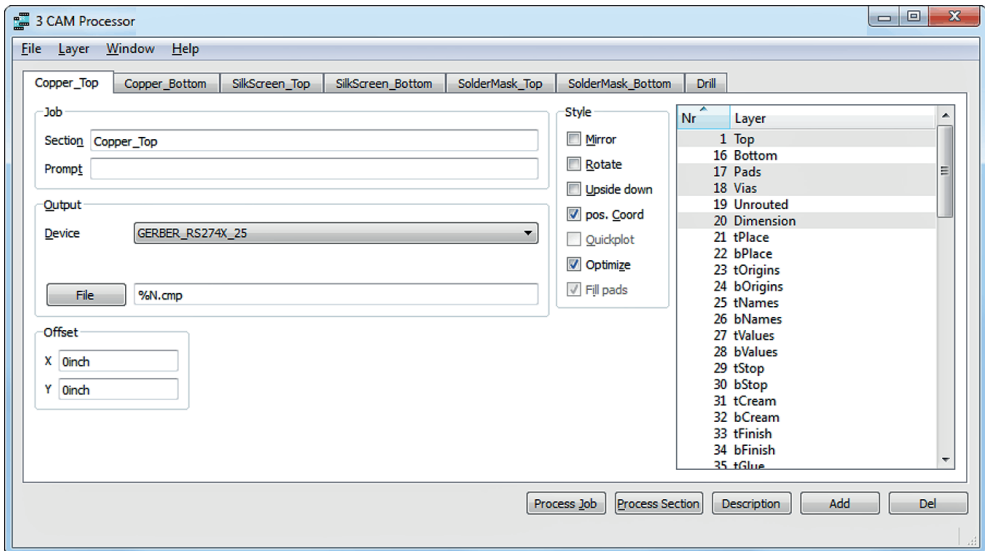 3 CAM Processor
File Layer Window Help
Copper_Top Copper_Bottom SilkScreen_Top SilkScreen_Bottom SolderMask_Top SolderMask_Bottom Drill
Job
Section Copper_Top
Prompt
Output
Device GERBER_RS274X_25
File %N.cmp
Offset
X 0inch
Y 0inch
Style
Mirror
Rotate
Upside down
pos. Coord
Quickplot
Optimize
Fill pads
Nr Layer
1 Top
16 Bottom
17 Pads
18 Vias
19 Unrouted
20 Dimension
21 tPlace
22 bPlace
23 tOrigins
24 bOrigins
25 tNames
26 bNames
27 tValues
28 bValues
29 tStop
30 bStop
31 tCream
32 bCream
33 tFinish
34 bFinish
35 tGlue
Process Job Process Section Description Add Del